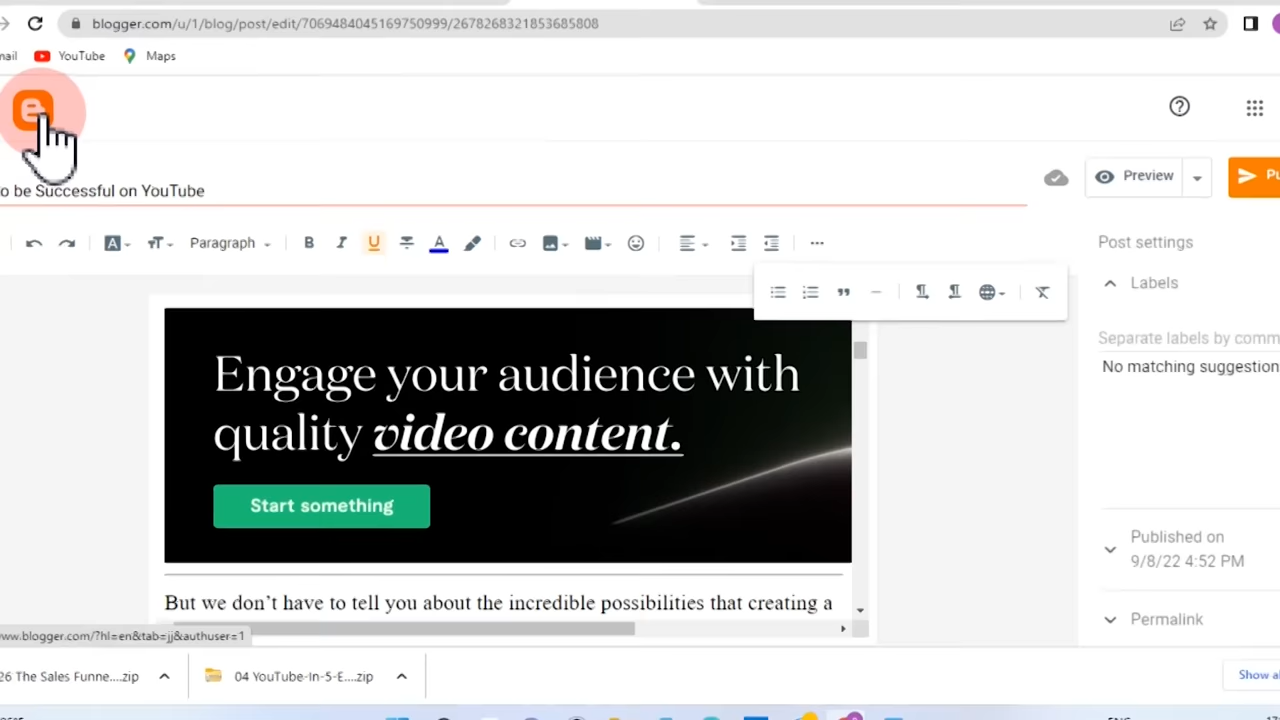 blogger.com/u/1/blog/post/edit/7069484045169750999/2678268321853685808
YouTube
Maps
o be Successful on YouTube
Preview
Paragraph
B I U A
Post settings
Labels
Separate labels by comm
No matching suggestion
Engage your audience with
quality video content.
Start something
Published on
9/8/22 4:52 PM
But we don't have to tell you about the incredible possibilities that creating a
Permalink
ww.blogger.com/?hl=en&tab=jj&authuser=1
26 The Sales Funne....zip
04 YouTube-In-5-E....zip
Show al